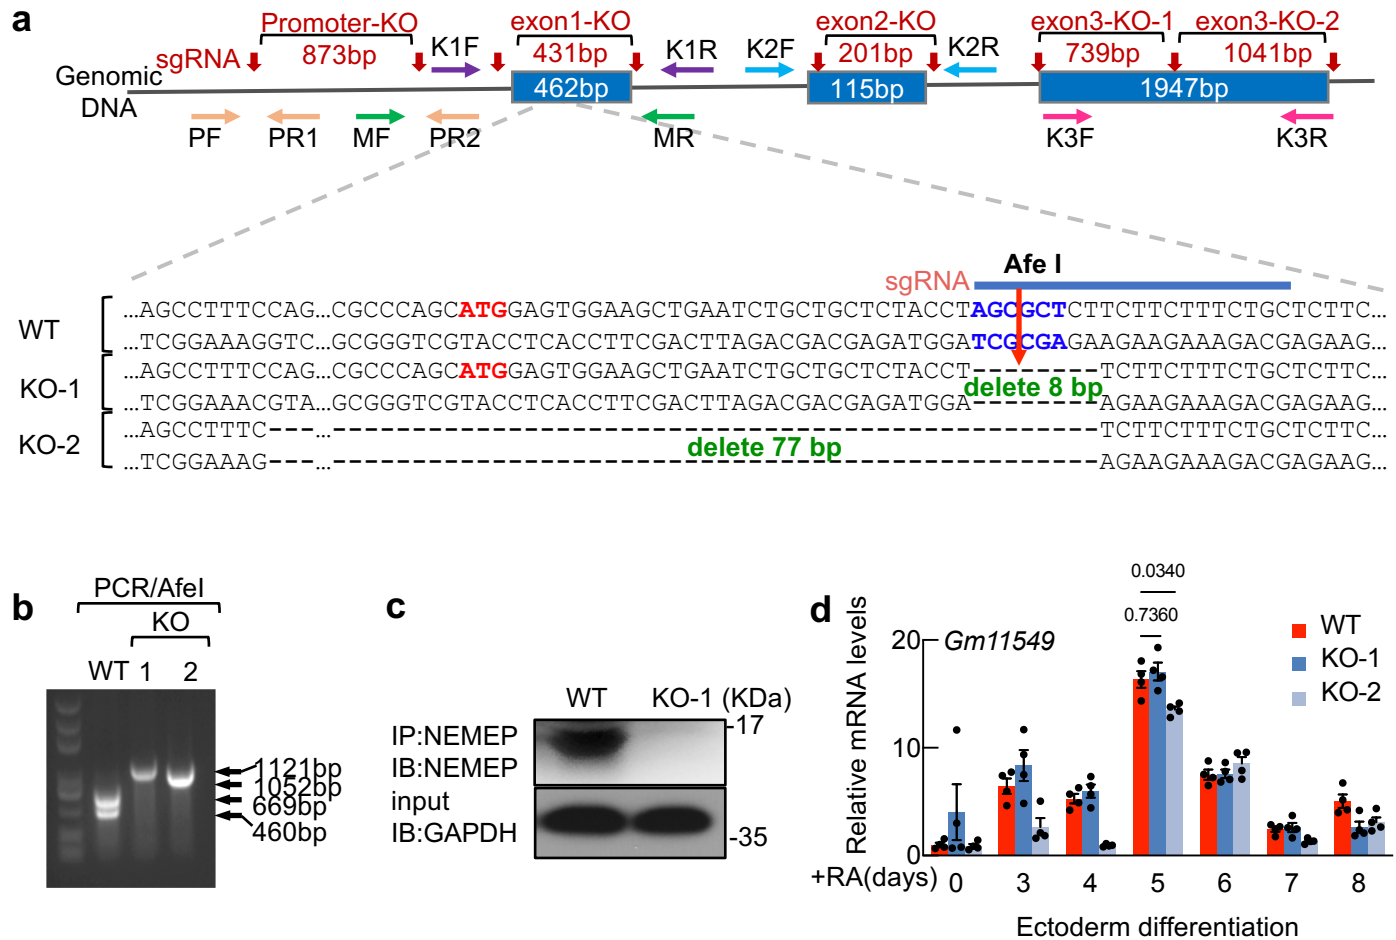 a
Promoter-KO exon1-KO exon2-KO exon3-KO-1 exon3-KO-2
sgRNA 873bp K1F 431bp K1R K2F 201bp K2R 739bp 1041bp
Genomic DNA 462bp 115bp 1947bp
PF PR1 MF PR2 MR K3F K3R
Afe I
sgRNA
WT
...AGCCTTTCCAG...CGCCCAGCATGGAGTGGAAGCTGAATCTGCTGCTCTACCTAGCGCTCTTCTTCTTTCTGCTCTTC...
...TCGGAAAGGTC...GCGGGTCGTACCTCACCTTCGACTTAGACGACGAGATGGATCGCGAGAAGAAGAAAGACGAGAAG...
KO-1
...AGCCTTTCCAG...CGCCCAGCATGGAGTGGAAGCTGAATCTGCTGCTCTACCT--------TCTTCTTTCTGCTCTTC...
delete 8 bp
...TCGGAAACGTA...GCGGGTCGTACCTCACCTTCGACTTAGACGACGAGATGGA--------AGAAGAAAGACGAGAAG...
KO-2
...AGCCTTTC---...------------------------------------------------TCTTCTTTCTGCTCTTC...
delete 77 bp
...TCGGAAAG---...------------------------------------------------AGAAGAAAGACGAGAAG...
b
PCR/AfeI
KO
WT 1 2
1121bp
1052bp
669bp
460bp
c
WT KO-1 (KDa)
IP:NEMEP
IB:NEMEP
-17
input
IB:GAPDH
-35
d
0.0340
0.7360
Gm11549
WT
KO-1
KO-2
Relative mRNA levels
20
10
0
+RA(days) 0 3 4 5 6 7 8
Ectoderm differentiation